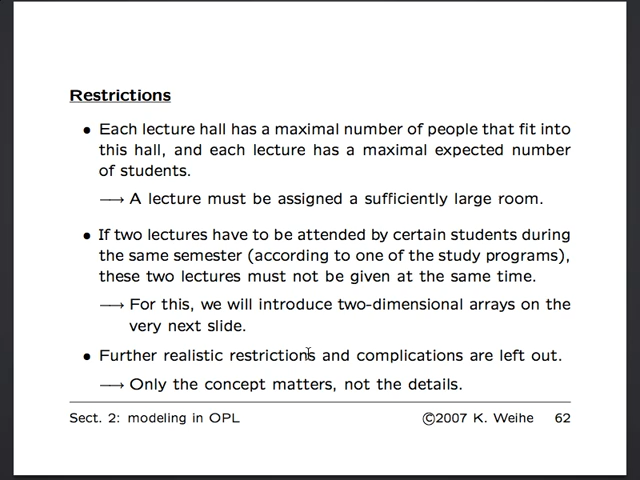 Restrictions
● Each lecture hall has a maximal number of people that fit into
this hall, and each lecture has a maximal expected number
of students.
⟶ A lecture must be assigned a sufficiently large room.
● If two lectures have to be attended by certain students during
the same semester (according to one of the study programs),
these two lectures must not be given at the same time.
⟶ For this, we will introduce two-dimensional arrays on the
very next slide.
● Further realistic restrictions and complications are left out.
⟶ Only the concept matters, not the details.
Sect. 2: modeling in OPL ©2007 K. Weihe 62